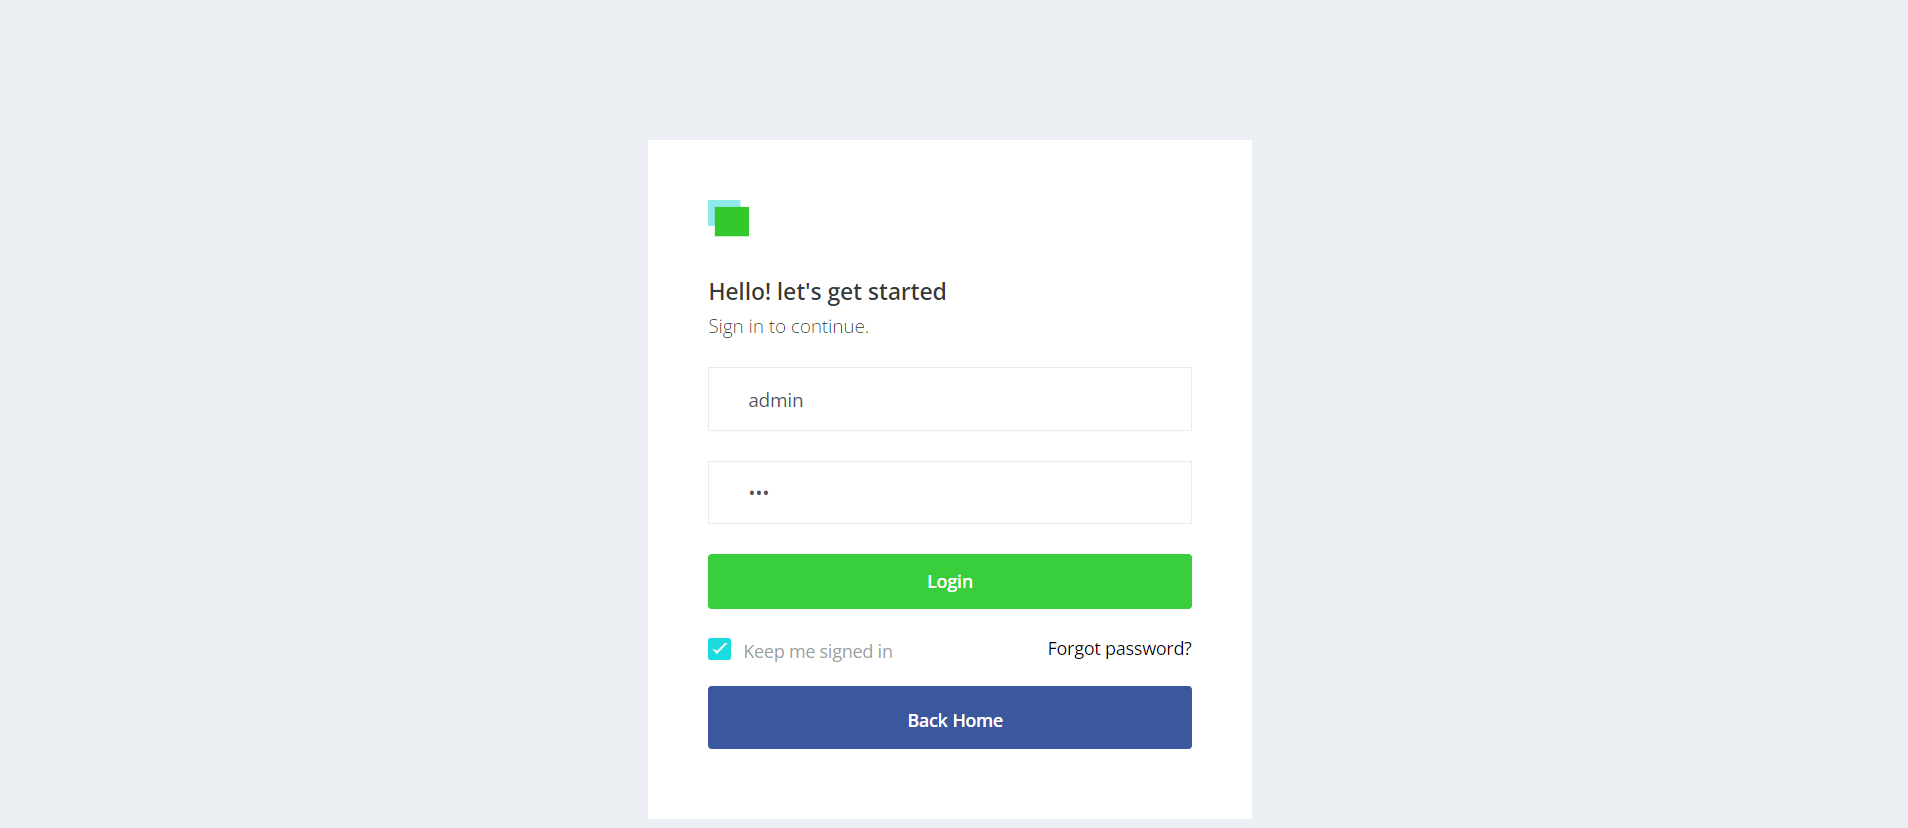 Hello! let's get started
Sign in to continue.
admin
•••
Login
Keep me signed in
Forgot password?
Back Home